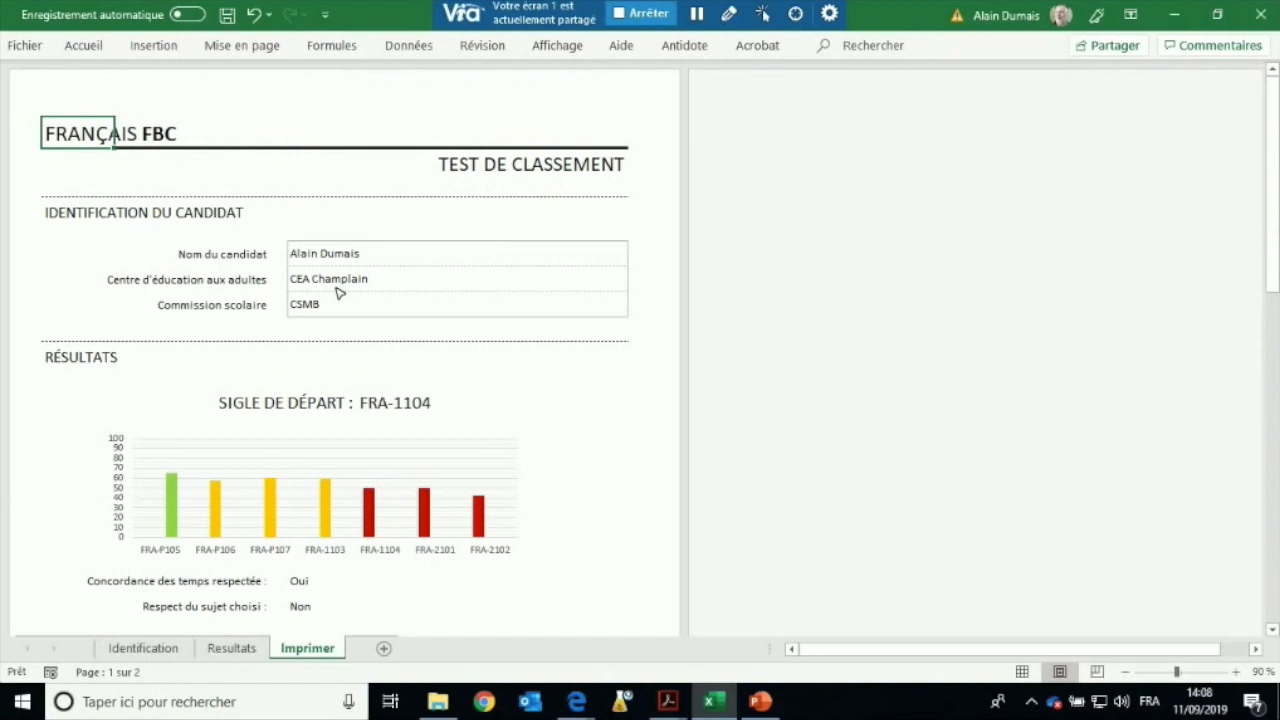 Enregistrement automatique
Via
Votre écran 1 est
actuellement partagé
Arrêter
Alain Dumais
Fichier Accueil Insertion Mise en page Formules Données Révision Affichage Aide Antidote Acrobat Rechercher Partager Commentaires
FRANÇAIS FBC
TEST DE CLASSEMENT
IDENTIFICATION DU CANDIDAT
Nom du candidat Alain Dumais
Centre d'éducation aux adultes CEA Champlain
Commission scolaire CSMB
RÉSULTATS
SIGLE DE DÉPART : FRA-1104
100
90
80
70
60
50
40
30
20
10
0
FRA-P105 FRA-P106 FRA-P107 FRA-1103 FRA-1104 FRA-2101 FRA-2102
Concordance des temps respectée : Oui
Respect du sujet choisi : Non
Identification Resultats Imprimer
Prêt Page : 1 sur 2 90 %
Taper ici pour rechercher
FRA
14:08
11/09/2019
7